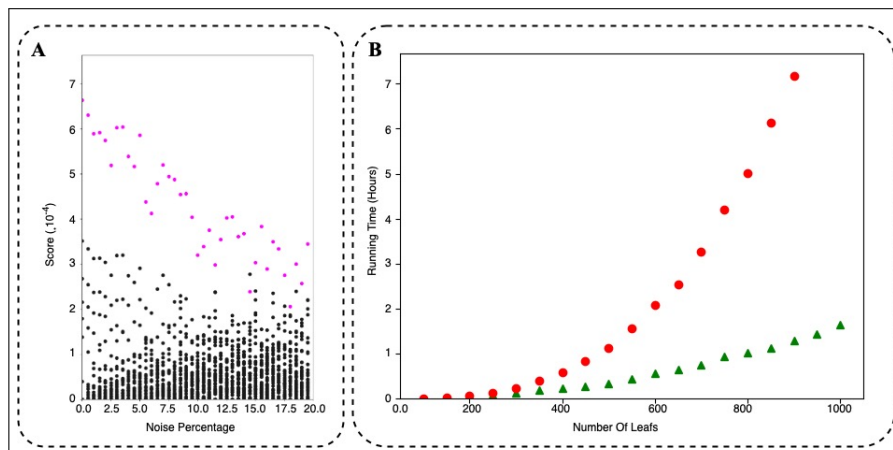 A
7
6
5
4
3
2
1
0
Score (,10⁻⁴)
0.0 2.5 5.0 7.5 10.0 12.5 15.0 17.5 20.0
Noise Percentage
B
7
6
5
4
3
2
1
0
Running Time (Hours)
0.0 200 400 600 800 1000
Number Of Leafs